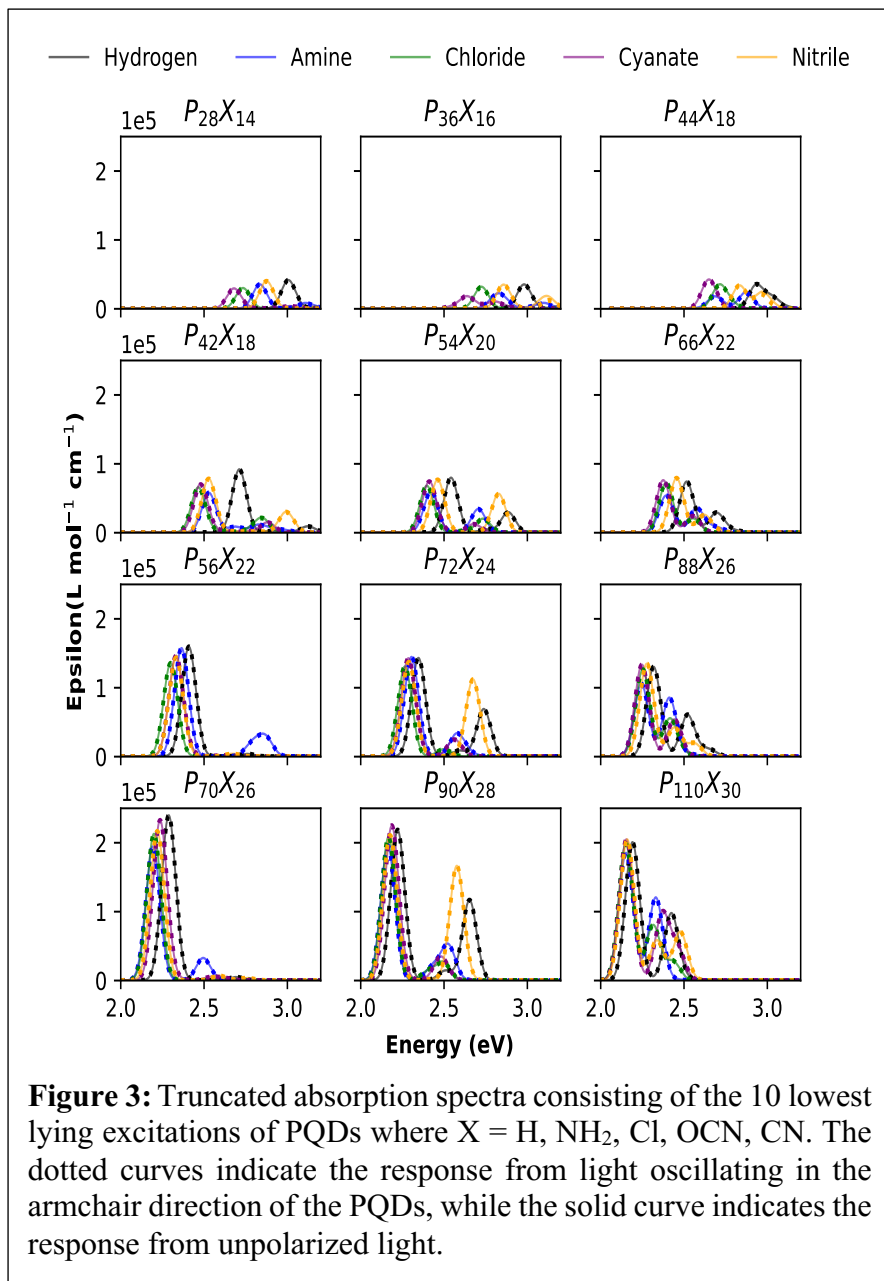 Hydrogen Amine Chloride Cyanate Nitrile
1e5 P₂₈X₁₄ P₃₆X₁₆ P₄₄X₁₈
2
1
0
1e5 P₄₂X₁₈ P₅₄X₂₀ P₆₆X₂₂
2
1
0
1e5 P₅₆X₂₂ P₇₂X₂₄ P₈₈X₂₆
2
1
0
1e5 P₇₀X₂₆ P₉₀X₂₈ P₁₁₀X₃₀
2
1
0
Epsilon(L mol⁻¹ cm⁻¹)
2.0 2.5 3.0 2.0 2.5 3.0 2.0 2.5 3.0
Energy (eV)
Figure 3: Truncated absorption spectra consisting of the 10 lowest
lying excitations of PQDs where X = H, NH₂, Cl, OCN, CN. The
dotted curves indicate the response from light oscillating in the
armchair direction of the PQDs, while the solid curve indicates the
response from unpolarized light.